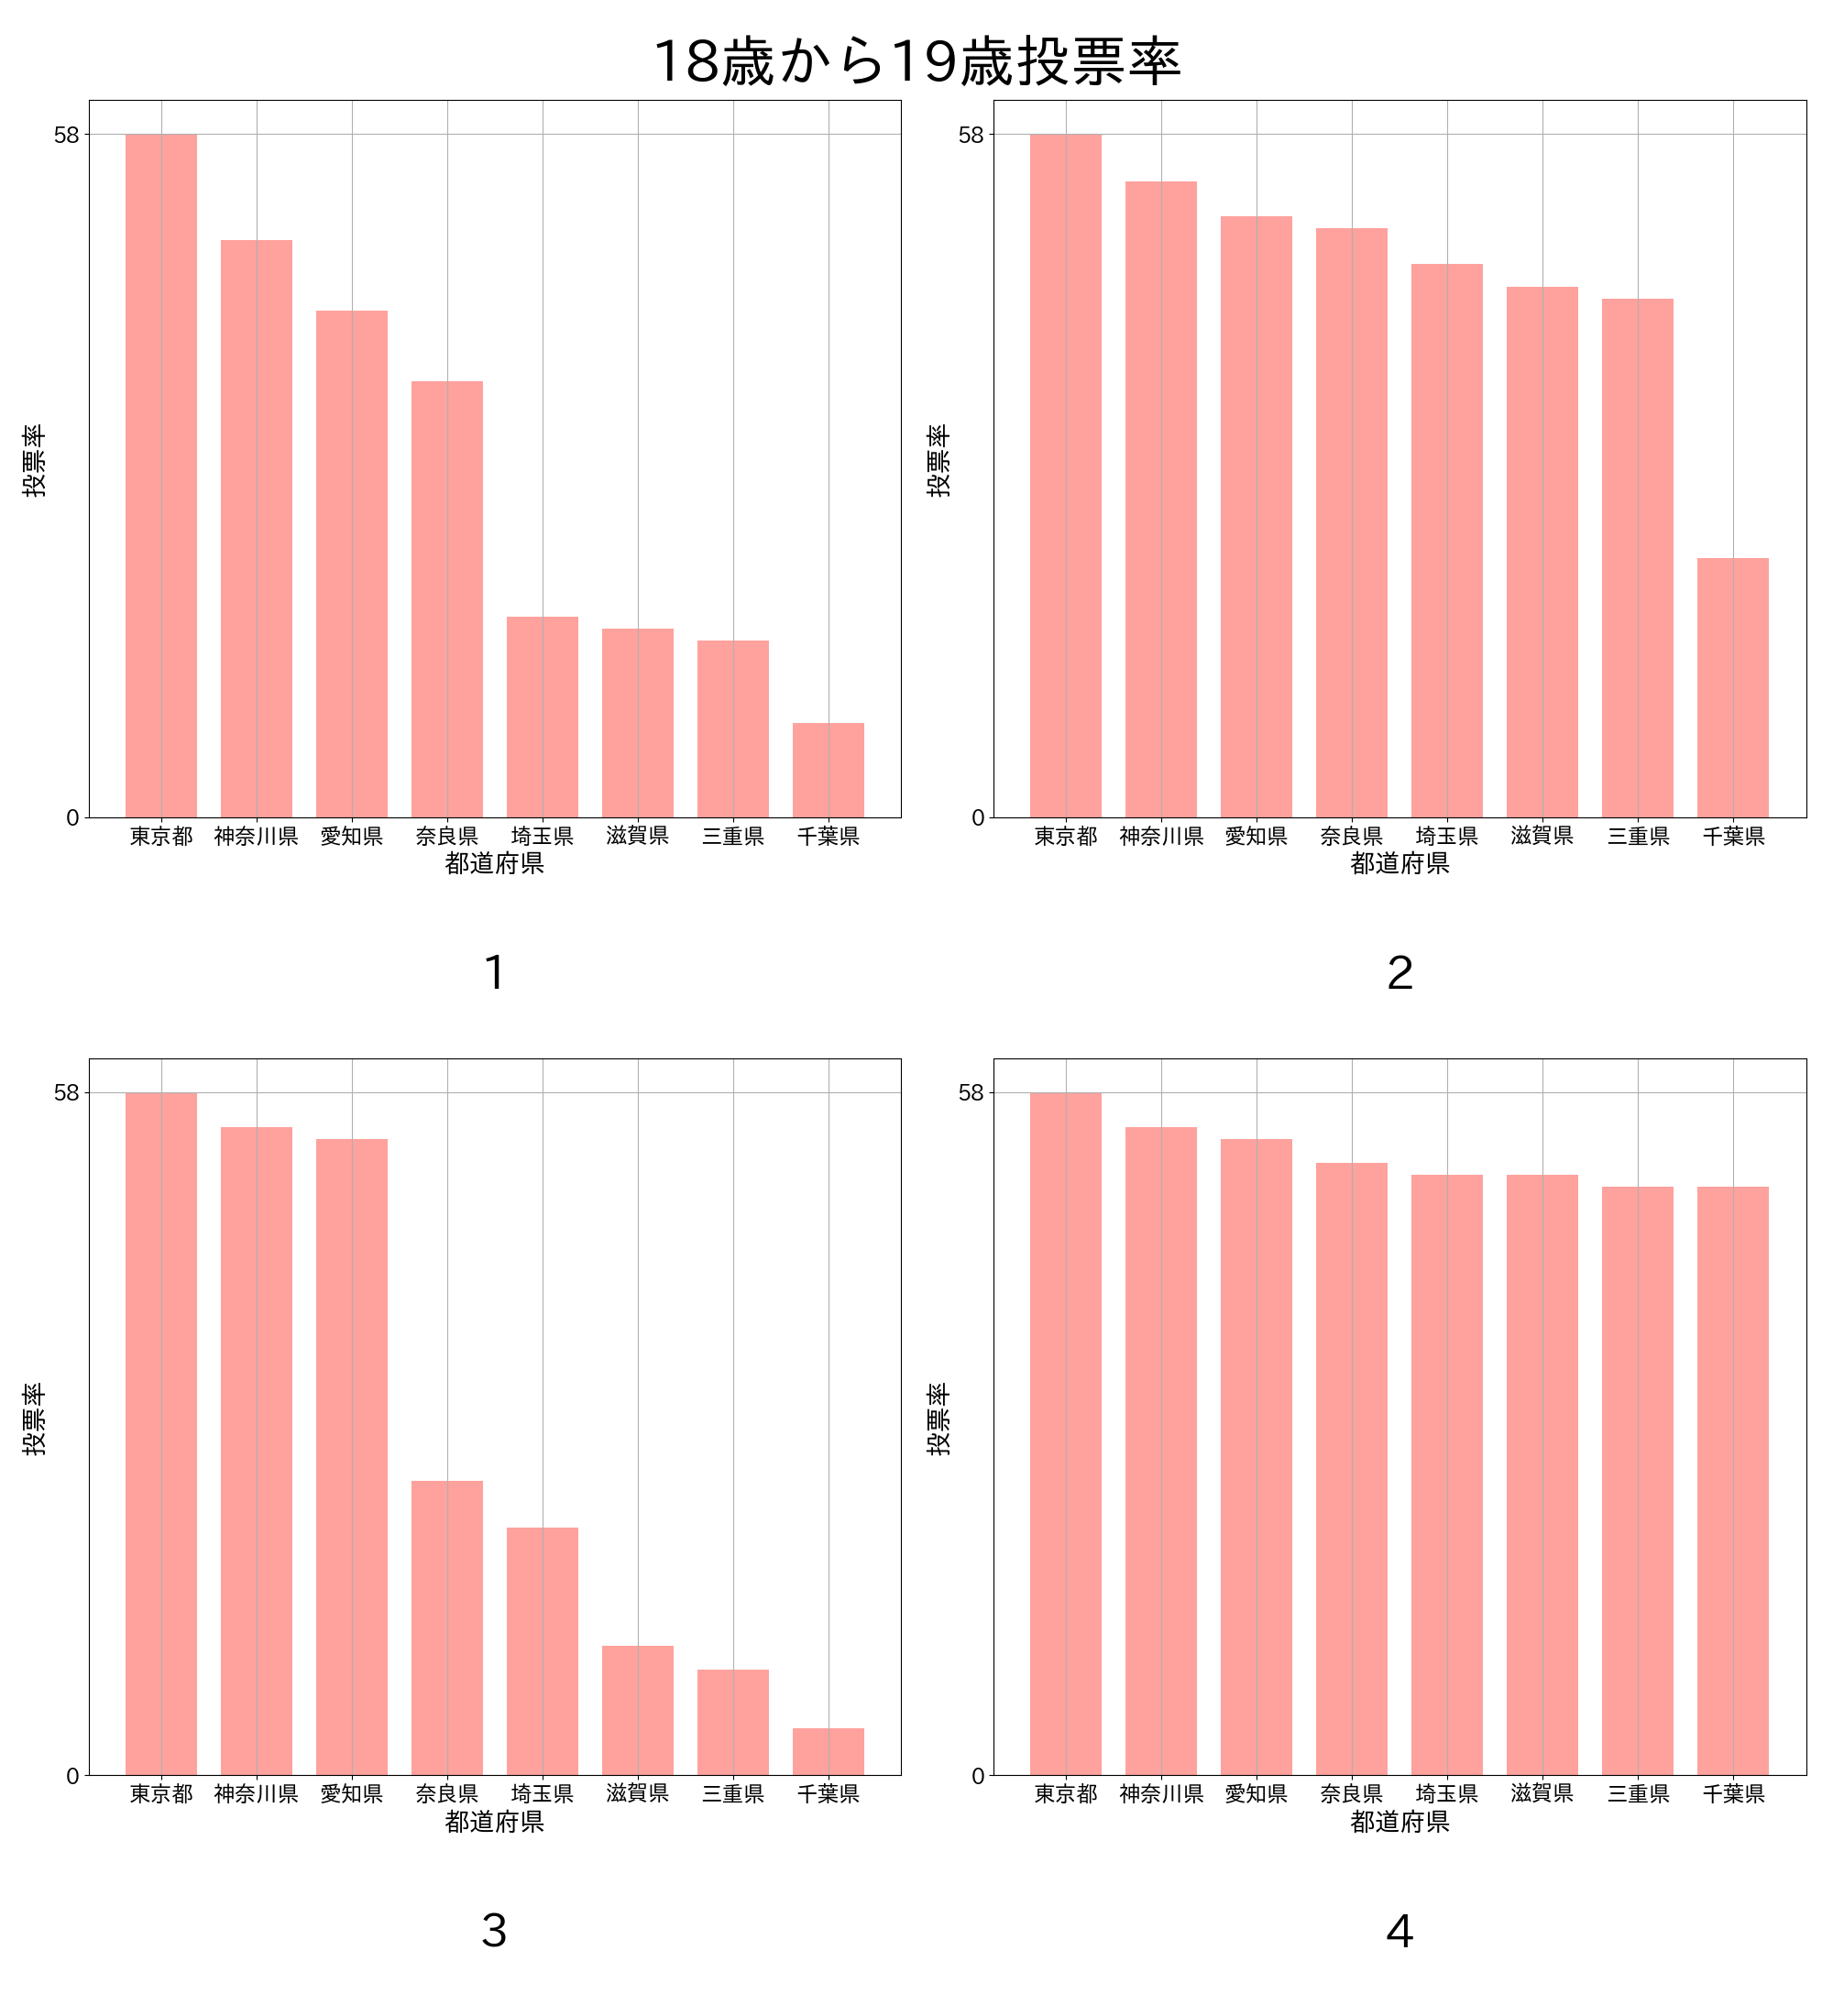 18歳から19歳投票率
58
0
投票率
東京都 神奈川県 愛知県 奈良県 埼玉県 滋賀県 三重県 千葉県
都道府県
1
58
0
投票率
東京都 神奈川県 愛知県 奈良県 埼玉県 滋賀県 三重県 千葉県
都道府県
2
58
0
投票率
東京都 神奈川県 愛知県 奈良県 埼玉県 滋賀県 三重県 千葉県
都道府県
3
58
0
投票率
東京都 神奈川県 愛知県 奈良県 埼玉県 滋賀県 三重県 千葉県
都道府県
4